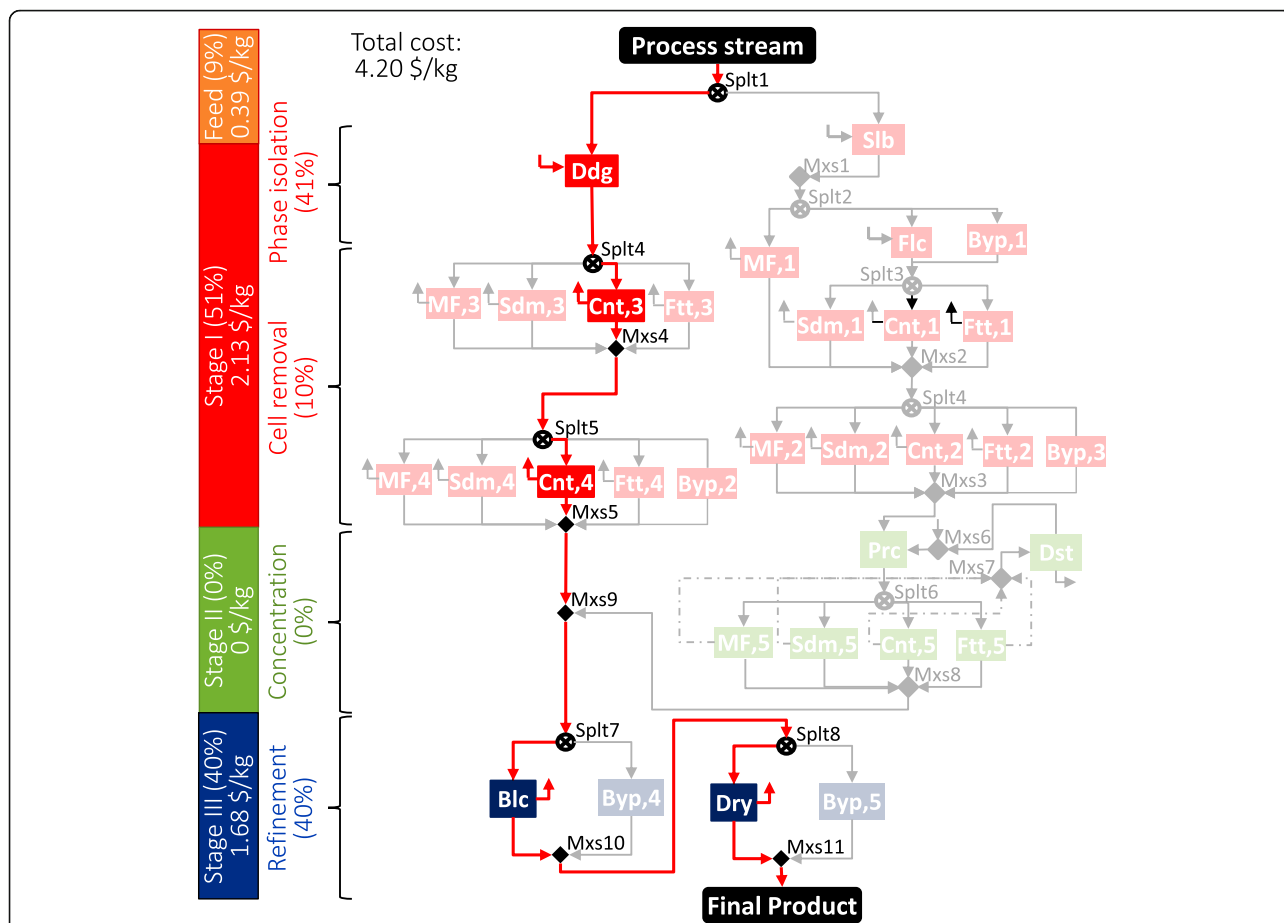 Total cost:
4.20 $/kg
Process stream
Feed (9%)
0.39 $/kg
Stage I (51%)
2.13 $/kg
Stage II (0%)
0 $/kg
Stage III (40%)
1.68 $/kg
Phase isolation
(41%)
Cell removal
(10%)
Concentration
(0%)
Refinement
(40%)
Splt1
Ddg
Slb
Mxs1
Splt2
MF,1
Flc
Byp,1
Splt3
Sdm,1
Cnt,1
Ftt,1
Mxs2
Splt4
MF,3
Sdm,3
Cnt,3
Ftt,3
Mxs4
Splt4
MF,2
Sdm,2
Cnt,2
Ftt,2
Byp,3
Mxs3
Splt5
MF,4
Sdm,4
Cnt,4
Ftt,4
Byp,2
Mxs5
Prc
Mxs6
Dst
Mxs7
Splt6
MF,5
Sdm,5
Cnt,5
Ftt,5
Mxs8
Mxs9
Splt7
Blc
Byp,4
Mxs10
Splt8
Dry
Byp,5
Mxs11
Final Product